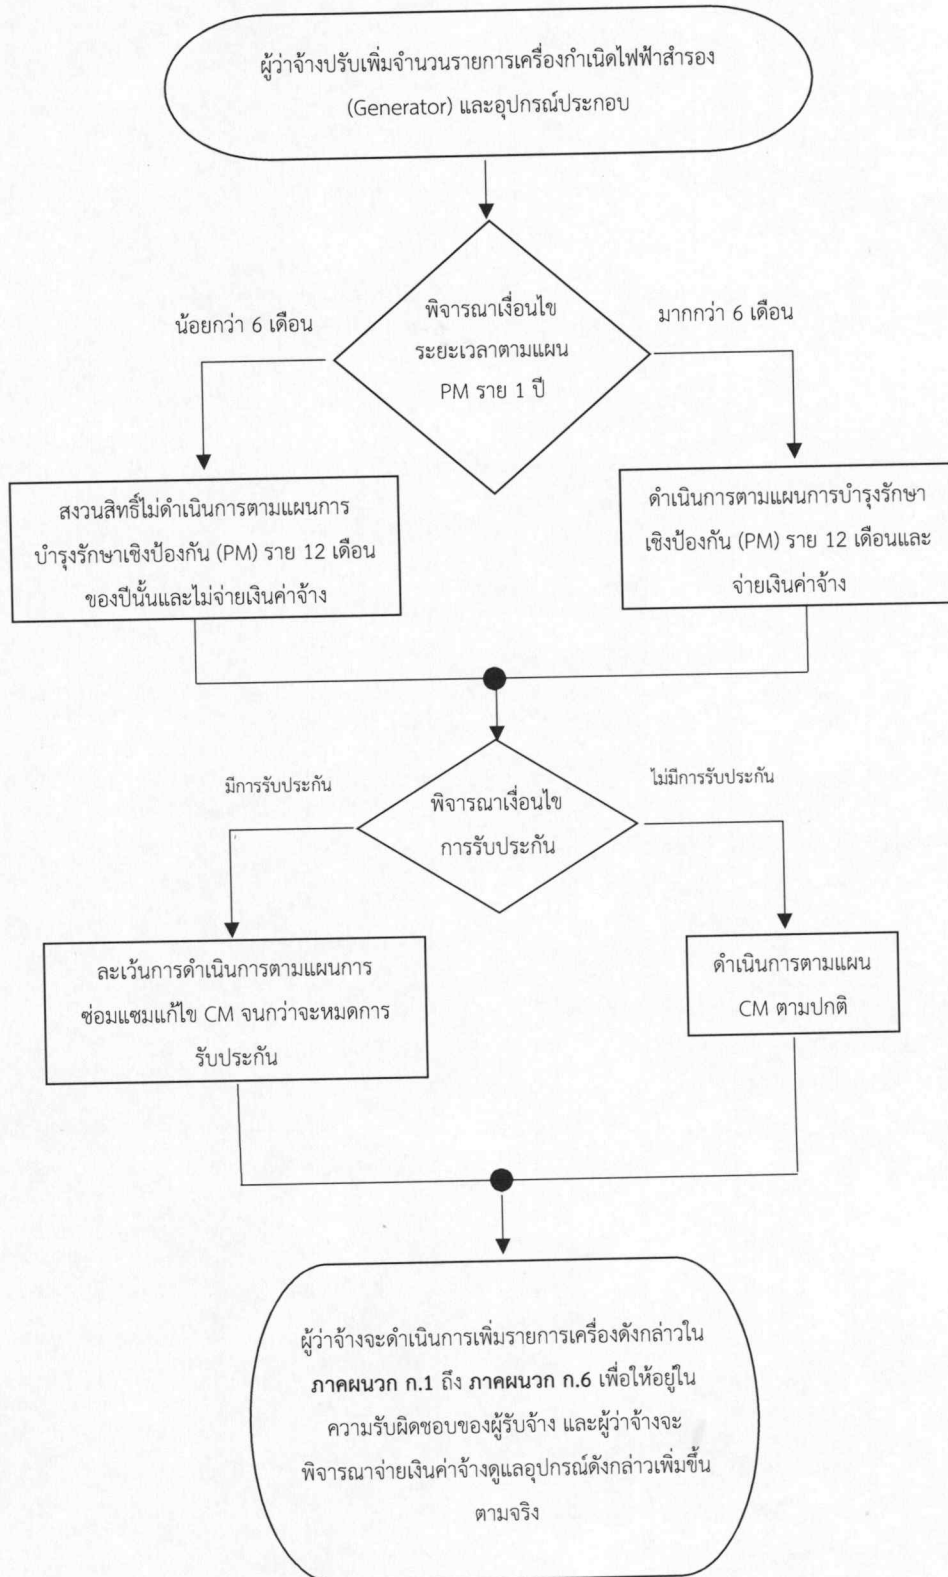 ผู้ว่าจ้างปรับเพิ่มจำนวนรายการเครื่องกำเนิดไฟฟ้าสำรอง
(Generator) และอุปกรณ์ประกอบ
พิจารณาเงื่อนไข
ระยะเวลาตามแผน
PM ราย 1 ปี
น้อยกว่า 6 เดือน
มากกว่า 6 เดือน
สงวนสิทธิ์ไม่ดำเนินการตามแผนการ
บำรุงรักษาเชิงป้องกัน (PM) ราย 12 เดือน
ของปีนั้นและไม่จ่ายเงินค่าจ้าง
ดำเนินการตามแผนการบำรุงรักษา
เชิงป้องกัน (PM) ราย 12 เดือนและ
จ่ายเงินค่าจ้าง
พิจารณาเงื่อนไข
การรับประกัน
มีการรับประกัน
ไม่มีการรับประกัน
ละเว้นการดำเนินการตามแผนการ
ซ่อมแซมแก้ไข CM จนกว่าจะหมดการ
รับประกัน
ดำเนินการตามแผน
CM ตามปกติ
ผู้ว่าจ้างจะดำเนินการเพิ่มรายการเครื่องดังกล่าวใน
ภาคผนวก ก.1 ถึง ภาคผนวก ก.6 เพื่อให้อยู่ใน
ความรับผิดชอบของผู้รับจ้าง และผู้ว่าจ้างจะ
พิจารณาจ่ายเงินค่าจ้างดูแลอุปกรณ์ดังกล่าวเพิ่มขึ้น
ตามจริง